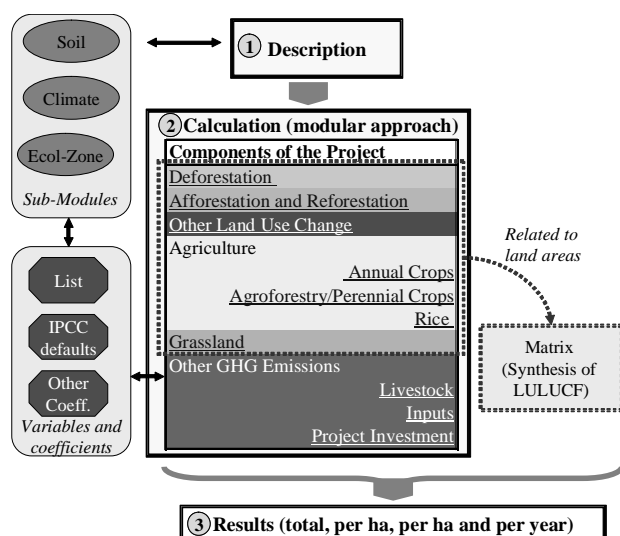 Soil
Climate
Ecol-Zone
Sub-Modules
1 Description
2 Calculation (modular approach)
Components of the Project
Deforestation
Afforestation and Reforestation
Other Land Use Change
Agriculture
Annual Crops
Agroforestry/Perennial Crops
Rice
Grassland
Other GHG Emissions
Livestock
Inputs
Project Investment
List
IPCC
defaults
Other
Coeff.
Variables and
coefficients
Related to
land areas
Matrix
(Synthesis of
LULUCF)
3 Results (total, per ha, per ha and per year)